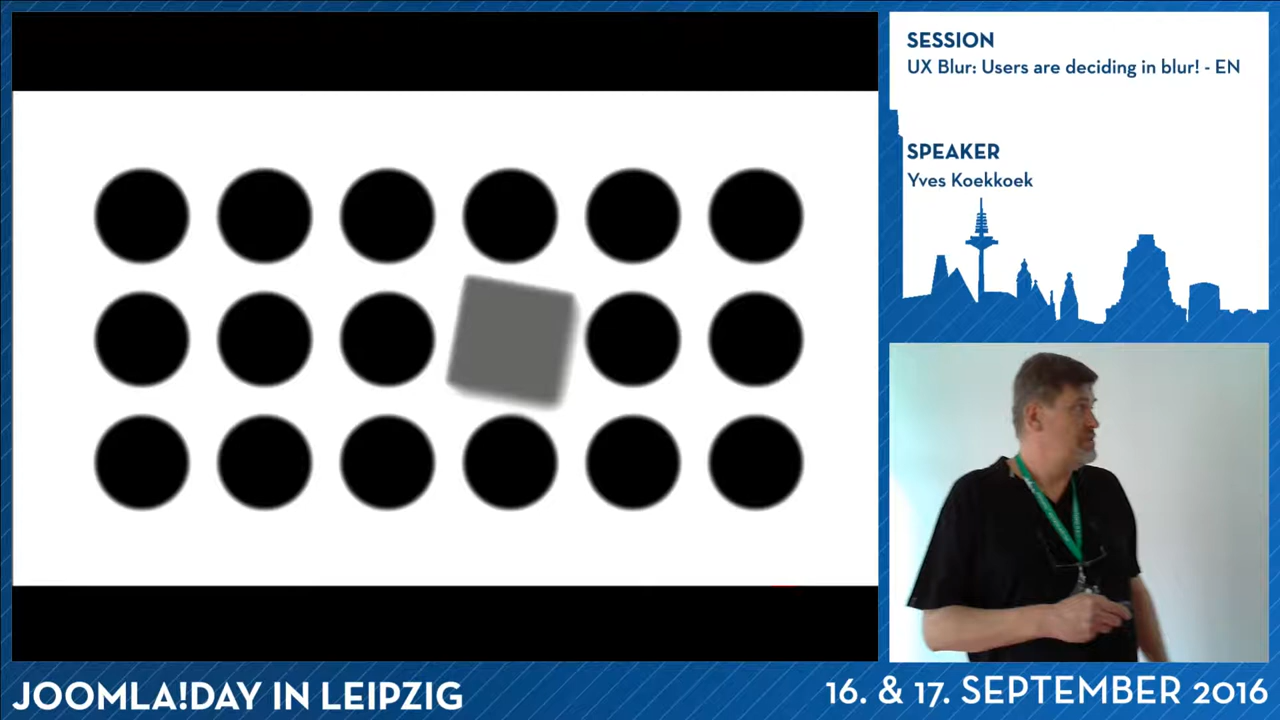 SESSION
UX Blur: Users are deciding in blur! - EN
SPEAKER
Yves Koekkoek
JOOMLA!DAY IN LEIPZIG
16. & 17. SEPTEMBER 2016